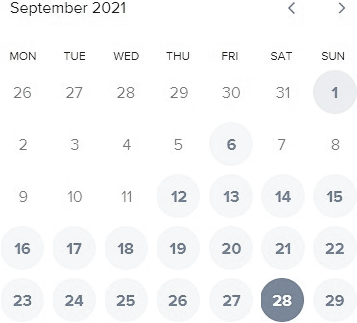 September 2021
MON TUE WED THU FRI SAT SUN
26 27 28 29 30 31 1
2 3 4 5 6 7 8
9 10 11 12 13 14 15
16 17 18 19 20 21 22
23 24 25 26 27 28 29